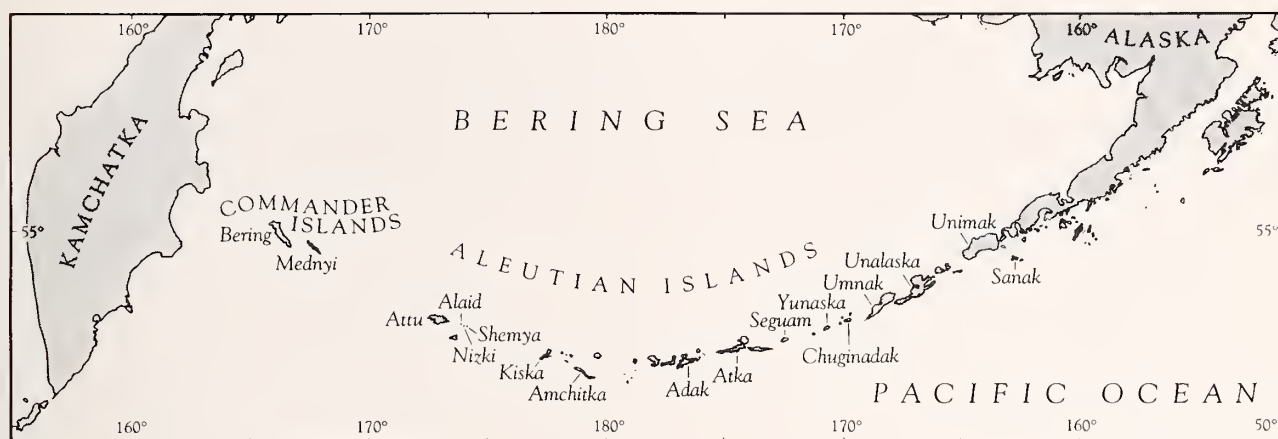 160° 170° 180° 170° 160°
ALASKA
BERING SEA
KAMCHATKA
COMMANDER
ISLANDS
55° Bering
Mednyi
ALEUTIAN ISLANDS
Unimak 55°
Sanak
Unalaska
Umnak
Yunaska
Seguam
Chuginadak
Alaid
Attu
Shemya
Nizki
Kiska
Amchitka
Adak
Atka
PACIFIC OCEAN
160° 170° 180° 170° 160° 50°